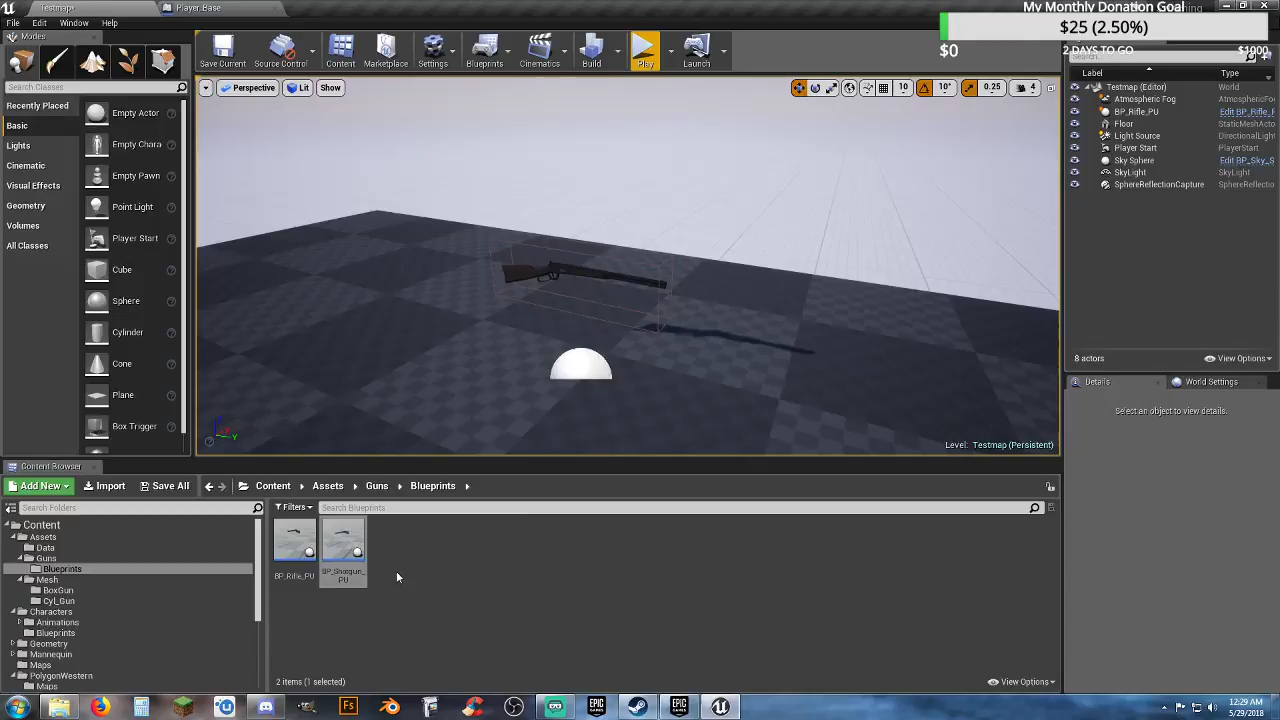 Testmap*
Player_Base
My Monthly Donation Goal
$25 (2.50%)
$0
2 DAYS TO GO
$1000
File
Edit
Window
Help
Modes
Search Classes
Recently Placed
Basic
Lights
Cinematic
Visual Effects
Geometry
Volumes
All Classes
Empty Actor
Empty Chara
Empty Pawn
Point Light
Player Start
Cube
Sphere
Cylinder
Cone
Plane
Box Trigger
Save Current
Source Control
Content
Marketplace
Settings
Blueprints
Cinematics
Build
Play
Launch
Perspective
Lit
Show
10
10°
0.25
4
Level: Testmap (Persistent)
Search...
Label
Type
Testmap (Editor)
World
Atmospheric Fog
AtmosphericFo
BP_Rifle_PU
Edit BP_Rifle_F
Floor
StaticMeshActo
Light Source
DirectionalLight
Player Start
PlayerStart
Sky Sphere
Edit BP_Sky_S
SkyLight
SkyLight
SphereReflectionCapture
SphereReflectio
8 actors
View Options
Details
World Settings
Select an object to view details.
Content Browser
Add New
Import
Save All
Content
Assets
Guns
Blueprints
Search Folders
Filters
Search Blueprints
Content
Assets
Data
Guns
Blueprints
Mesh
BoxGun
Cyl_Gun
Characters
Animations
Blueprints
Geometry
Mannequin
Maps
PolygonWestern
Maps
BP_Rifle_PU
BP_Shotgun_
PU
2 items (1 selected)
View Options
12:29 AM
5/29/2018